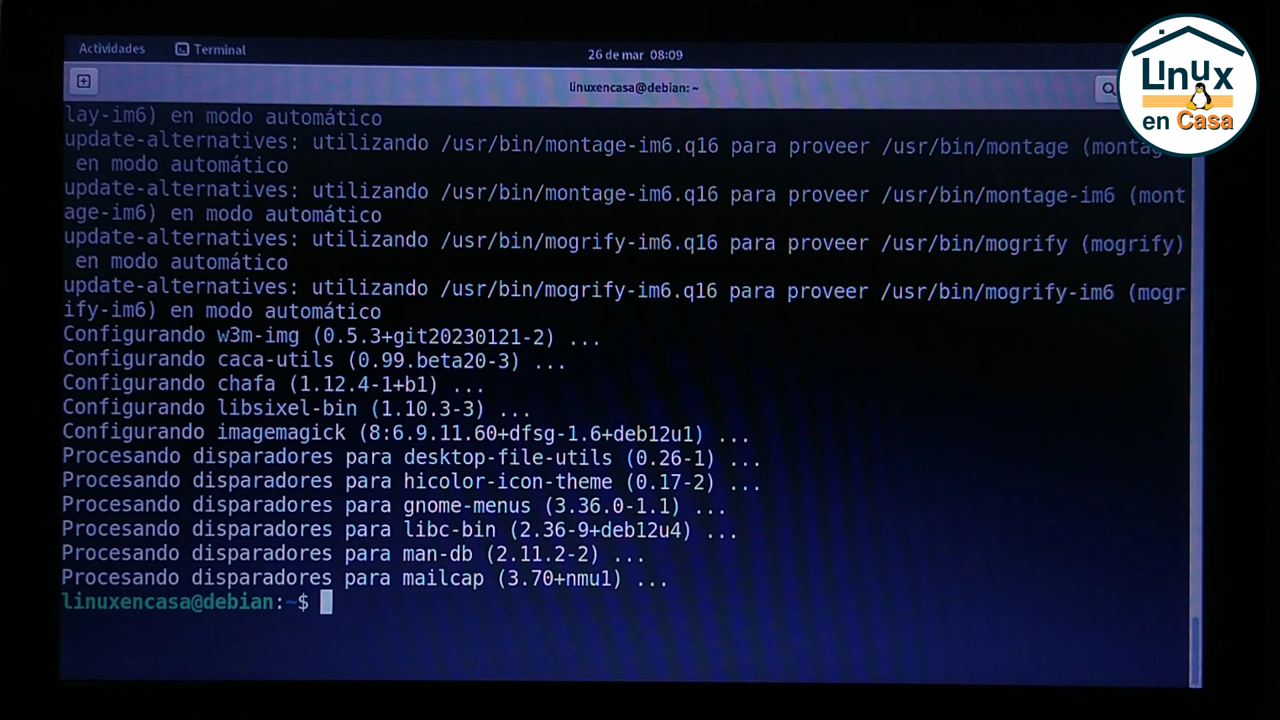 Actividades Terminal 26 de mar 08:09
linuxencasa@debian: ~
LInux
en Casa
lay-im6) en modo automático
update-alternatives: utilizando /usr/bin/montage-im6.q16 para proveer /usr/bin/montage (montage
en modo automático
update-alternatives: utilizando /usr/bin/montage-im6.q16 para proveer /usr/bin/montage-im6 (mont
age-im6) en modo automático
update-alternatives: utilizando /usr/bin/mogrify-im6.q16 para proveer /usr/bin/mogrify (mogrify)
en modo automático
update-alternatives: utilizando /usr/bin/mogrify-im6.q16 para proveer /usr/bin/mogrify-im6 (mogr
ify-im6) en modo automático
Configurando w3m-img (0.5.3+git20230121-2) ...
Configurando caca-utils (0.99.beta20-3) ...
Configurando chafa (1.12.4-1+b1) ...
Configurando libsixel-bin (1.10.3-3) ...
Configurando imagemagick (8:6.9.11.60+dfsg-1.6+deb12u1) ...
Procesando disparadores para desktop-file-utils (0.26-1) ...
Procesando disparadores para hicolor-icon-theme (0.17-2) ...
Procesando disparadores para gnome-menus (3.36.0-1.1) ...
Procesando disparadores para libc-bin (2.36-9+deb12u4) ...
Procesando disparadores para man-db (2.11.2-2) ...
Procesando disparadores para mailcap (3.70+nmu1) ...
linuxencasa@debian:~$